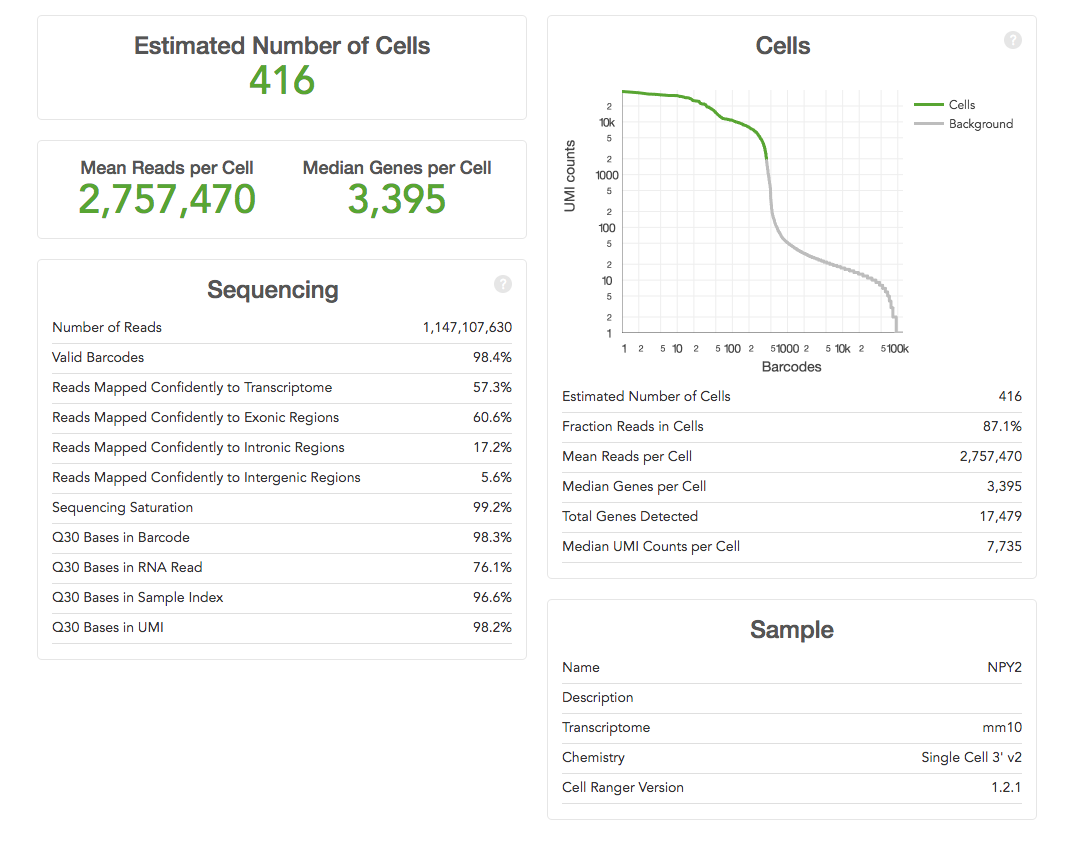 Estimated Number of Cells
416
Mean Reads per Cell
2,757,470
Median Genes per Cell
3,395
Sequencing
?
Number of Reads 1,147,107,630
Valid Barcodes 98.4%
Reads Mapped Confidently to Transcriptome 57.3%
Reads Mapped Confidently to Exonic Regions 60.6%
Reads Mapped Confidently to Intronic Regions 17.2%
Reads Mapped Confidently to Intergenic Regions 5.6%
Sequencing Saturation 99.2%
Q30 Bases in Barcode 98.3%
Q30 Bases in RNA Read 76.1%
Q30 Bases in Sample Index 96.6%
Q30 Bases in UMI 98.2%
Cells
?
UMI counts
2
10k
5
2
1000
5
2
100
5
2
10
5
2
1
1 2 5 10 2 5 100 2 5 1000 2 5 10k 2 5 100k
Barcodes
Cells
Background
Estimated Number of Cells 416
Fraction Reads in Cells 87.1%
Mean Reads per Cell 2,757,470
Median Genes per Cell 3,395
Total Genes Detected 17,479
Median UMI Counts per Cell 7,735
Sample
Name NPY2
Description
Transcriptome mm10
Chemistry Single Cell 3' v2
Cell Ranger Version 1.2.1